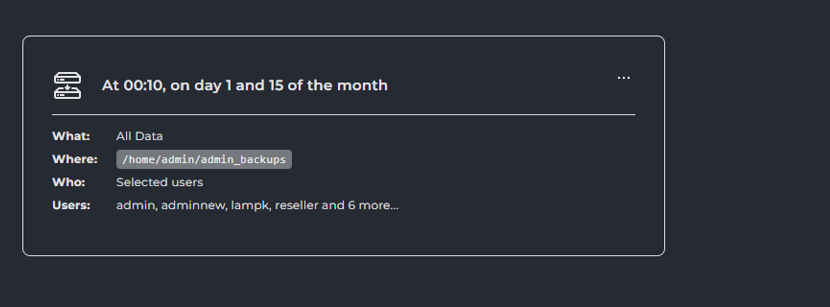 At 00:10, on day 1 and 15 of the month
...
What: All Data
Where: /home/admin/admin_backups
Who: Selected users
Users: admin, adminnew, lampk, reseller and 6 more...